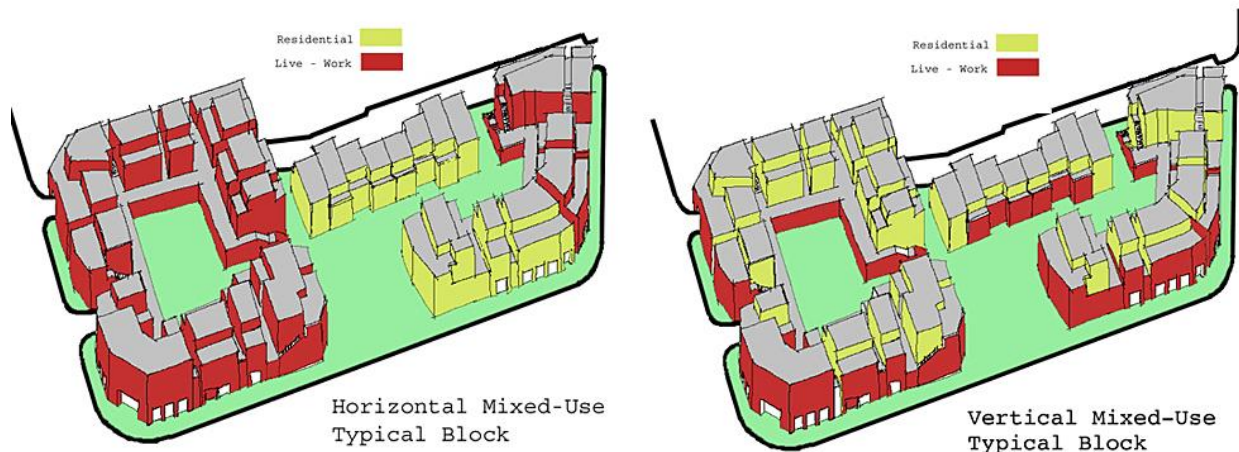 Residential
Live - Work
Horizontal Mixed-Use
Typical Block
Residential
Live - Work
Vertical Mixed-Use
Typical Block